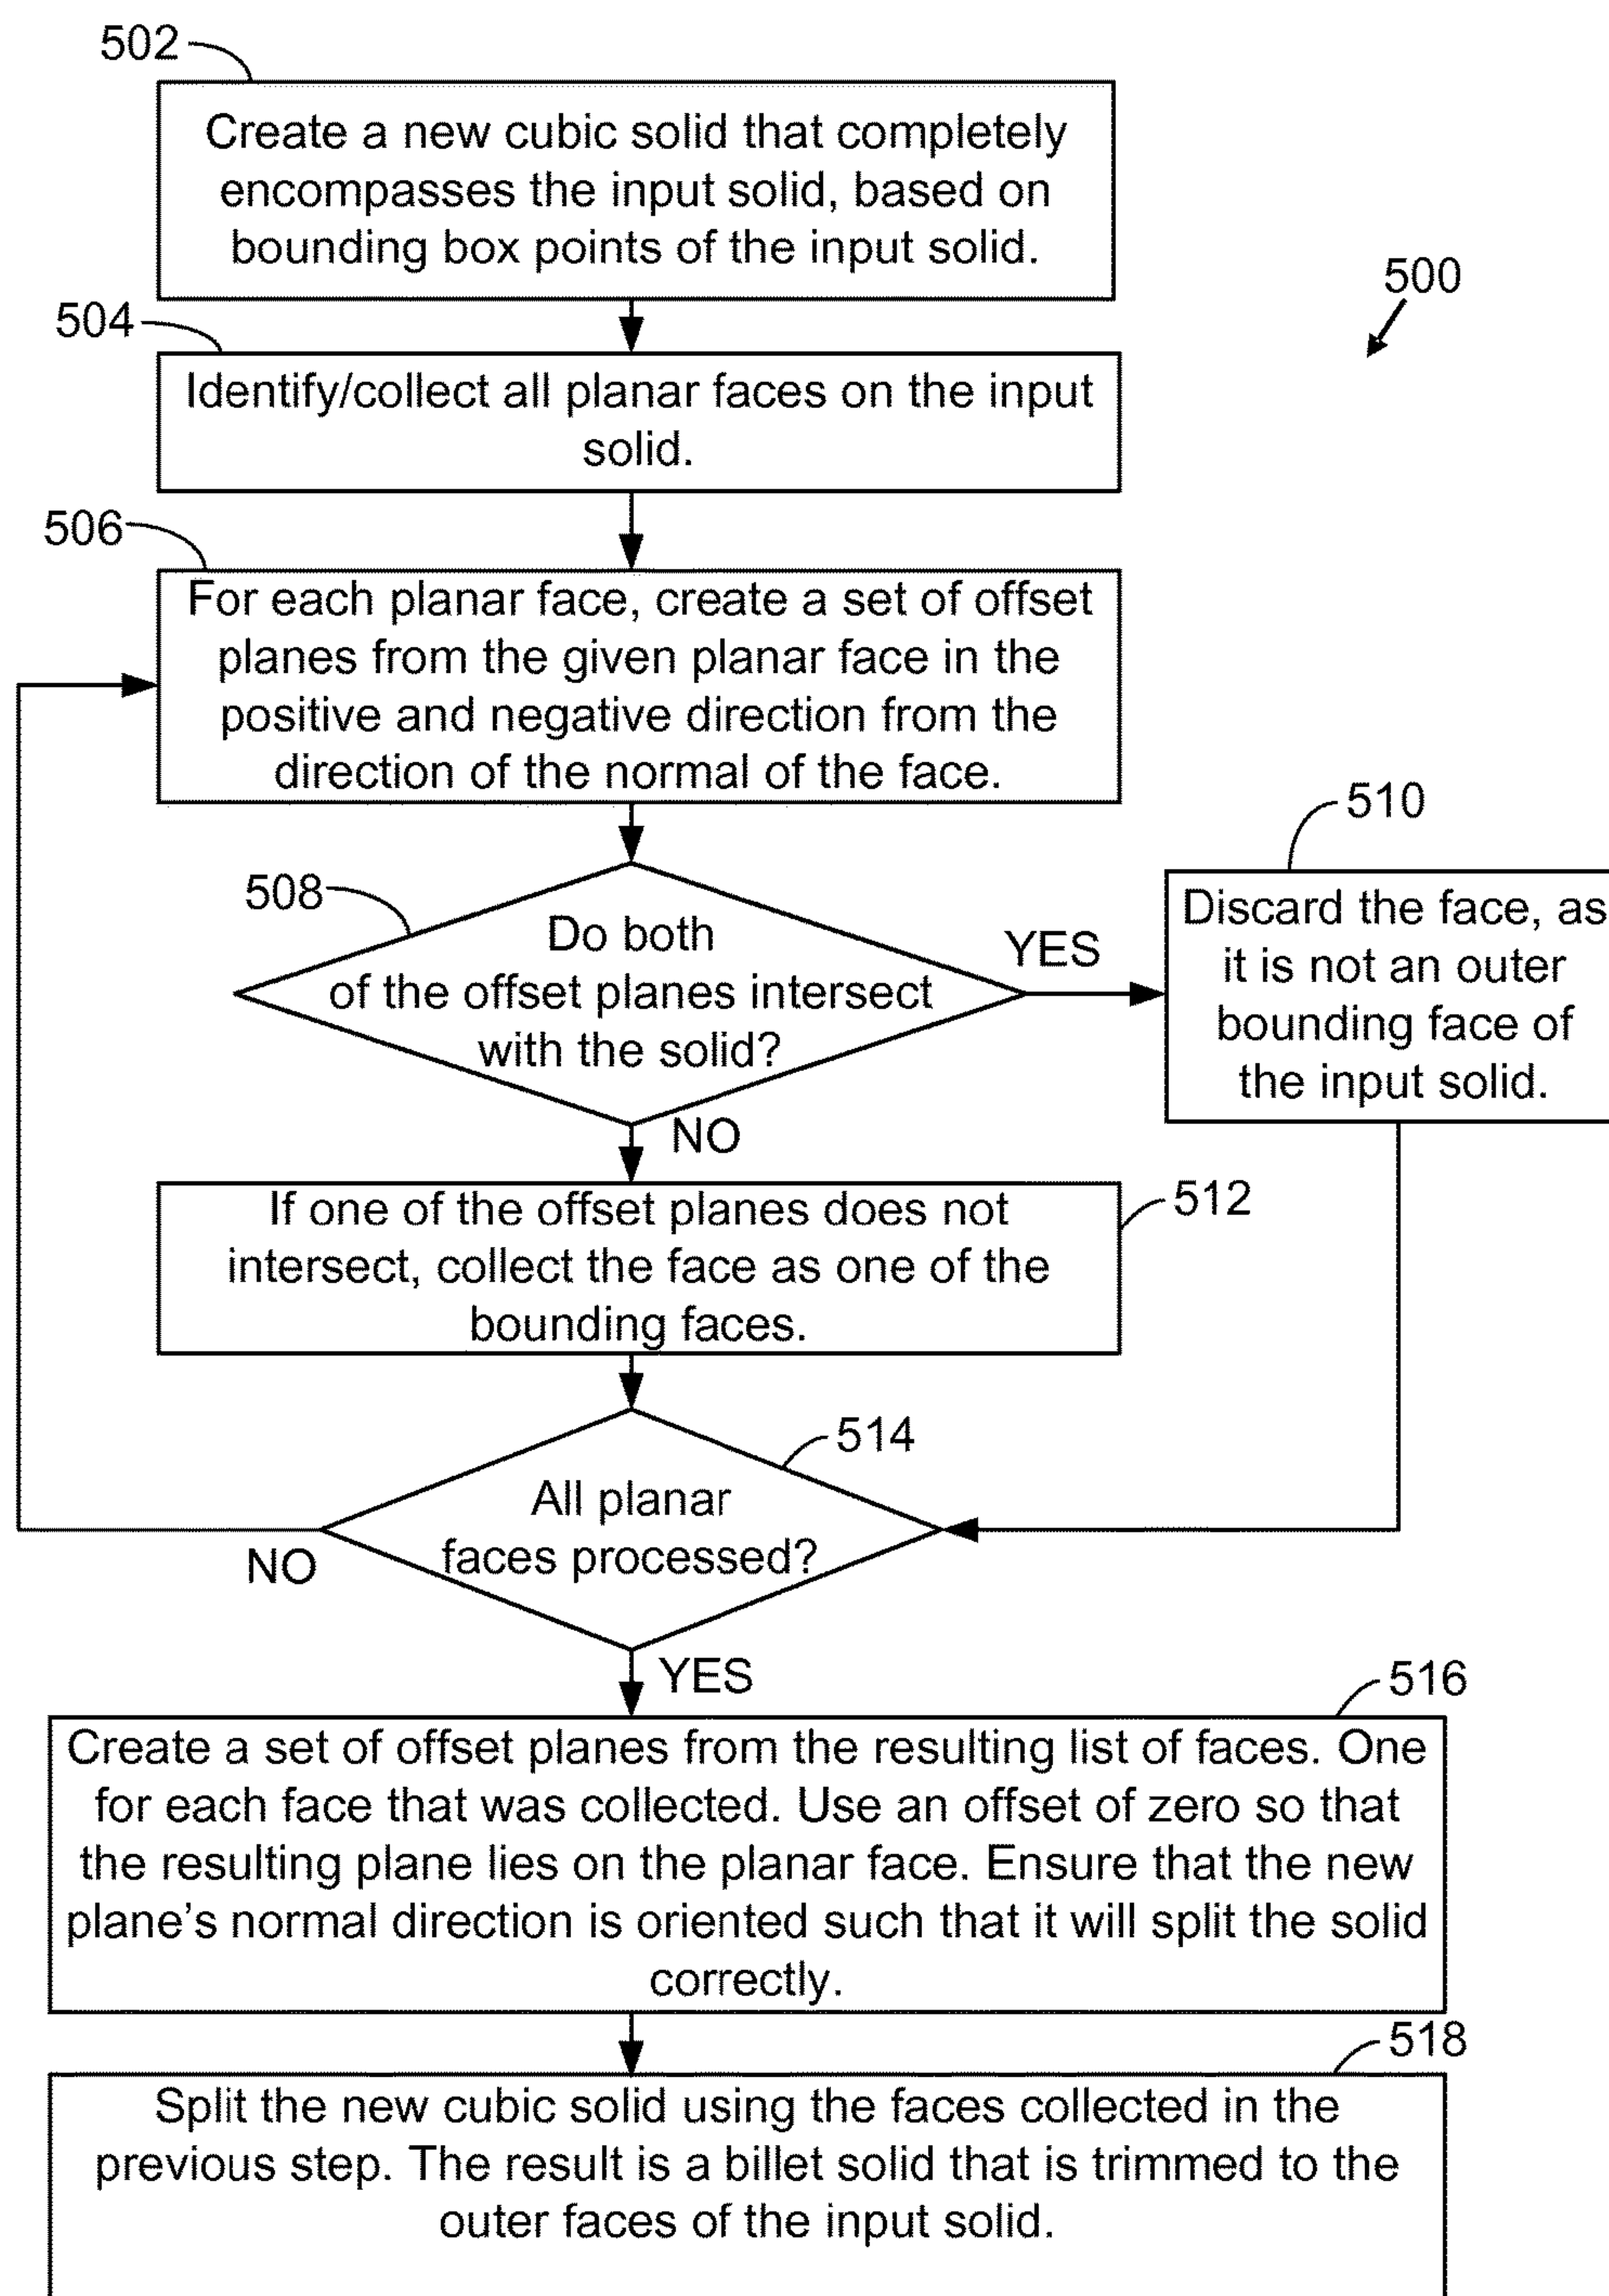 502
Create a new cubic solid that completely
encompasses the input solid, based on
bounding box points of the input solid.
500
504
Identify/collect all planar faces on the input
solid.
506
For each planar face, create a set of offset
planes from the given planar face in the
positive and negative direction from the
direction of the normal of the face.
508
Do both
of the offset planes intersect
with the solid?
YES
510
Discard the face, as
it is not an outer
bounding face of
the input solid.
NO
512
If one of the offset planes does not
intersect, collect the face as one of the
bounding faces.
514
All planar
faces processed?
NO
YES
516
Create a set of offset planes from the resulting list of faces. One
for each face that was collected. Use an offset of zero so that
the resulting plane lies on the planar face. Ensure that the new
plane's normal direction is oriented such that it will split the solid
correctly.
518
Split the new cubic solid using the faces collected in the
previous step. The result is a billet solid that is trimmed to the
outer faces of the input solid.